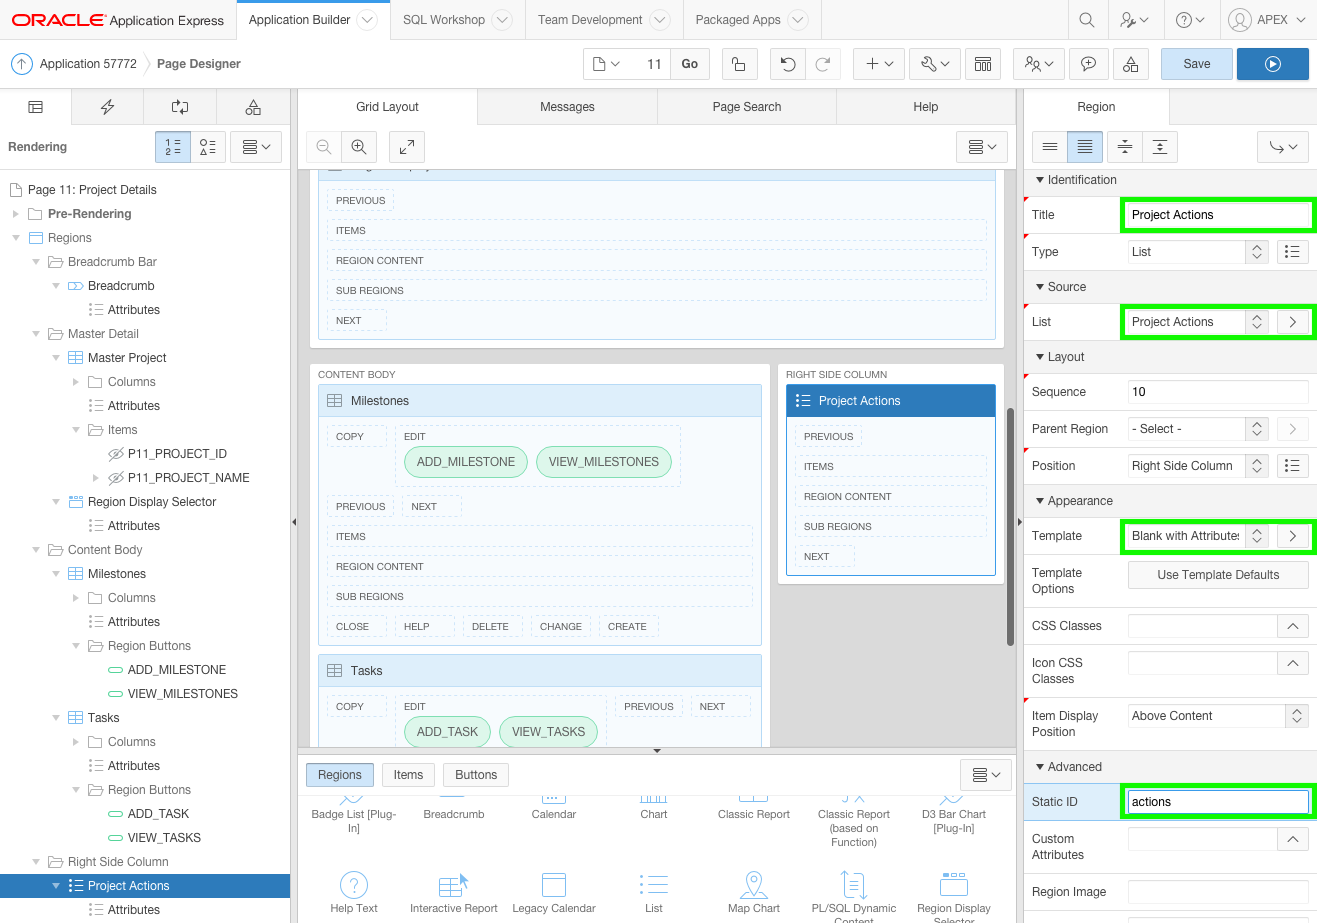 ORACLE Application Express
Application Builder
SQL Workshop
Team Development
Packaged Apps
APEX
Application 57772
Page Designer
11
Go
Save
Rendering
Page 11: Project Details
Pre-Rendering
Regions
Breadcrumb Bar
Breadcrumb
Attributes
Master Detail
Master Project
Columns
Attributes
Items
P11_PROJECT_ID
P11_PROJECT_NAME
Region Display Selector
Attributes
Content Body
Milestones
Columns
Attributes
Region Buttons
ADD_MILESTONE
VIEW_MILESTONES
Tasks
Columns
Attributes
Region Buttons
ADD_TASK
VIEW_TASKS
Right Side Column
Project Actions
Attributes
Grid Layout
Messages
Page Search
Help
PREVIOUS
ITEMS
REGION CONTENT
SUB REGIONS
NEXT
CONTENT BODY
Milestones
COPY
EDIT
ADD_MILESTONE
VIEW_MILESTONES
PREVIOUS
NEXT
ITEMS
REGION CONTENT
SUB REGIONS
CLOSE
HELP
DELETE
CHANGE
CREATE
Tasks
COPY
EDIT
ADD_TASK
VIEW_TASKS
PREVIOUS
NEXT
RIGHT SIDE COLUMN
Project Actions
PREVIOUS
ITEMS
REGION CONTENT
SUB REGIONS
NEXT
Regions
Items
Buttons
Badge List [Plug-
In]
Breadcrumb
Calendar
Chart
Classic Report
Classic Report
(based on
Function)
D3 Bar Chart
[Plug-In]
Help Text
Interactive Report
Legacy Calendar
List
Map Chart
PL/SQL Dynamic
Content
Region Display
Selector
Region
Identification
Title
Project Actions
Type
List
Source
List
Project Actions
Layout
Sequence
10
Parent Region
- Select -
Position
Right Side Column
Appearance
Template
Blank with Attributes
Template
Options
Use Template Defaults
CSS Classes
Icon CSS
Classes
Item Display
Position
Above Content
Advanced
Static ID
actions
Custom
Attributes
Region Image